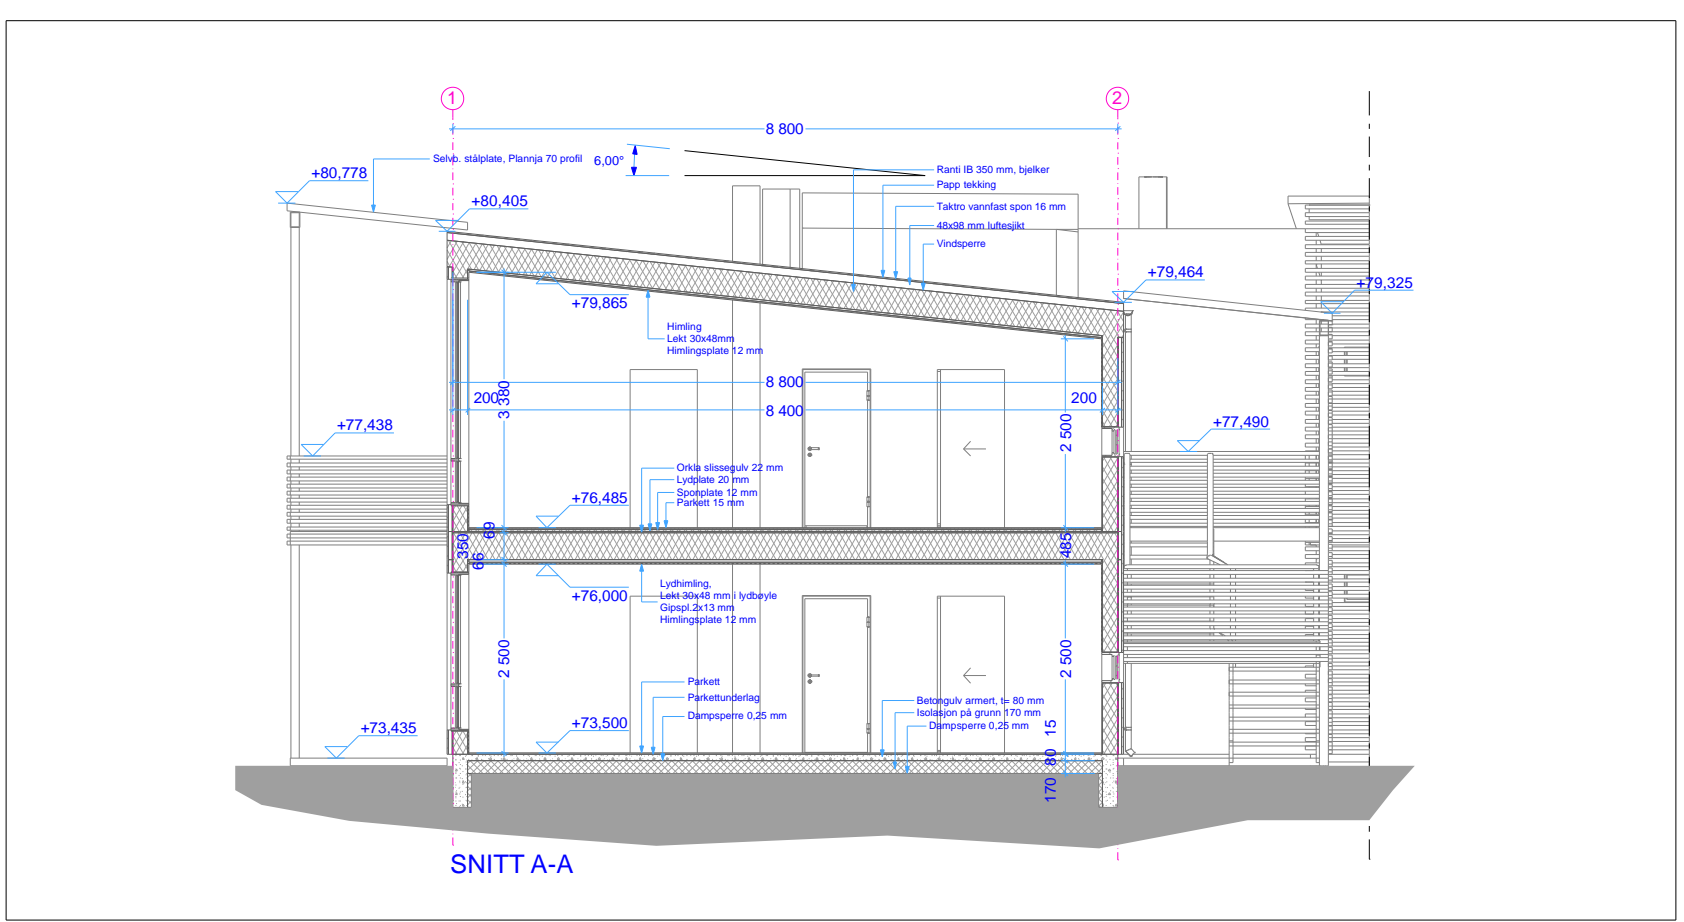 1
2
8 800
Selvb. stålplate, Plannja 70 profil
6,00°
+80,778
+80,405
Ranti IB 350 mm, bjelker
Papp tekking
Taktro vannfast spon 16 mm
48x98 mm luftesjikt
Vindsperre
+79,865
+79,464
+79,325
Himling
Lekt 30x48mm
Himlingsplate 12 mm
8 800
200
3 380
8 400
200
2 500
+77,438
+77,490
Orkla slissegulv 22 mm
Lydplate 20 mm
Sponplate 12 mm
Parkett 15 mm
+76,485
69
350
66
485
+76,000
Lydhimling,
Lekt 30x48 mm i lydbøyle
Gipspl.2x13 mm
Himlingsplate 12 mm
2 500
2 500
Parkett
Parkettunderlag
Dampsperre 0,25 mm
Betongulv armert, t= 80 mm
Isolasjon på grunn 170 mm
Dampsperre 0,25 mm
+73,500
+73,435
15
80
170
SNITT A-A